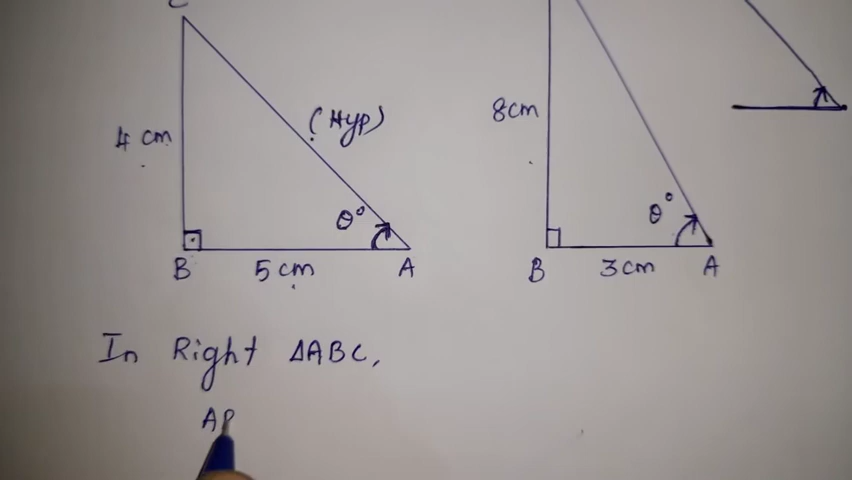 C
4 cm
(Hyp)
θ°
B 5 cm A
8cm
θ°
B 3cm A
In Right ΔABC,
AB